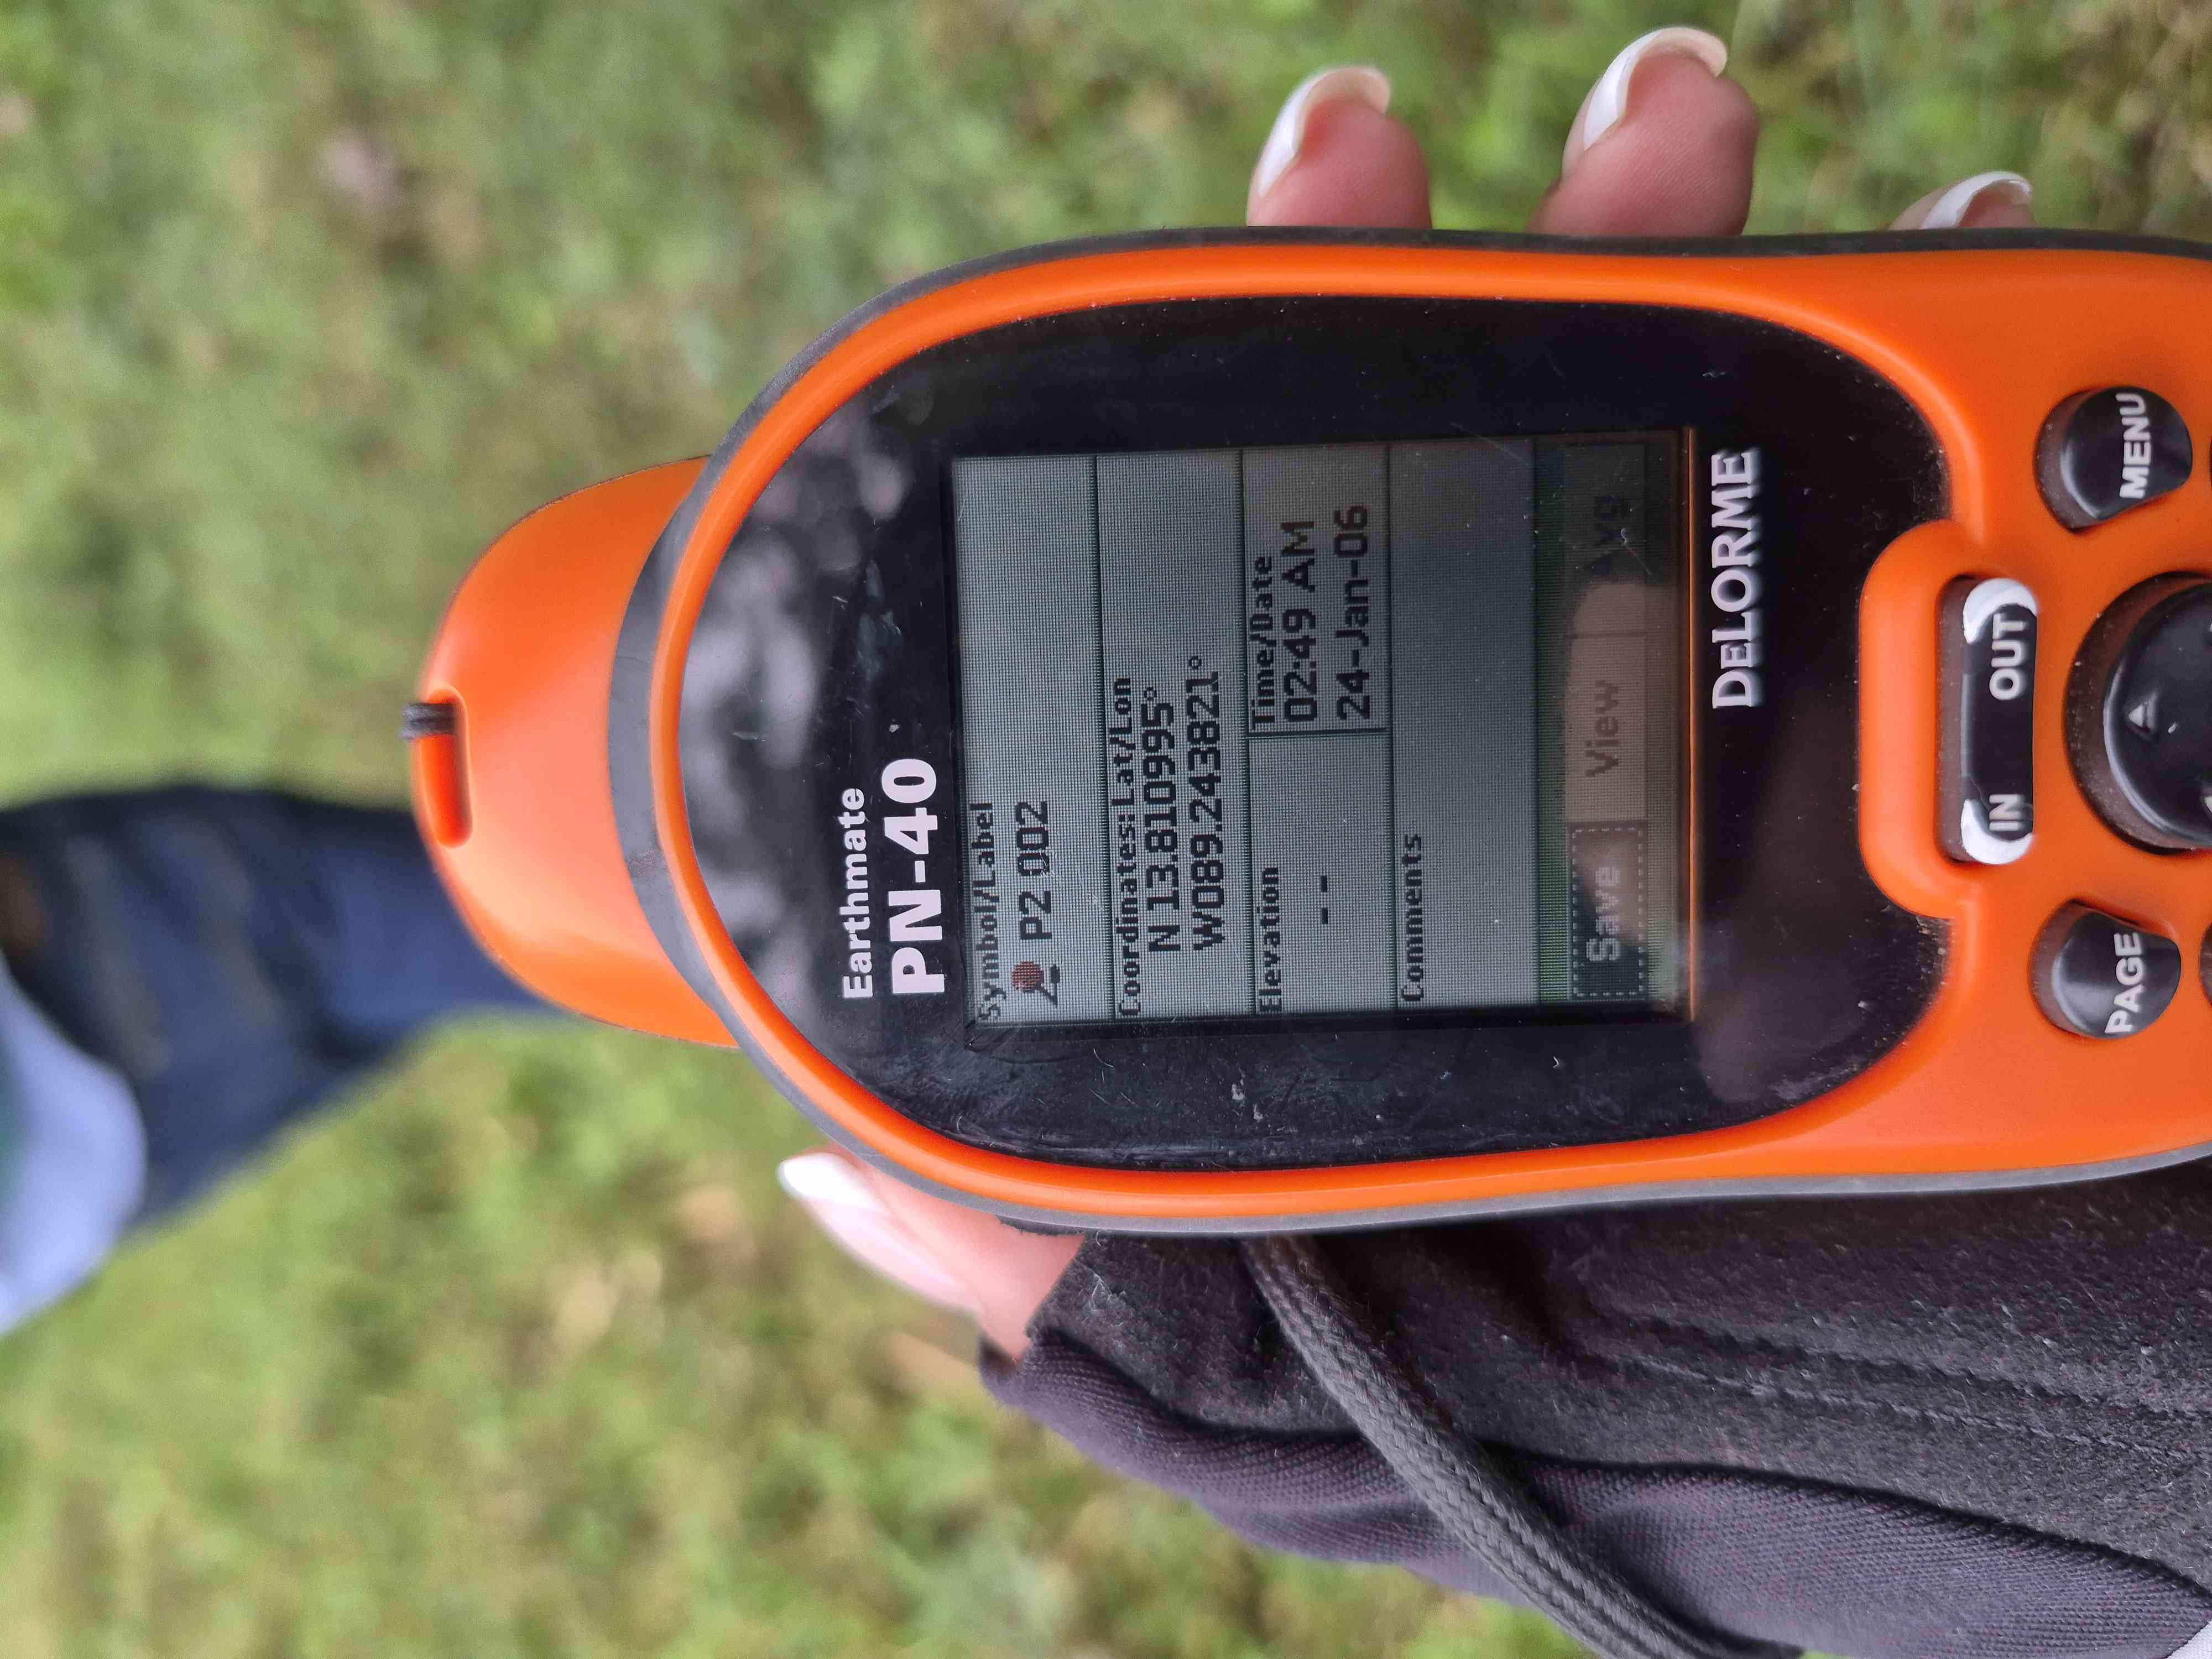 Earthmate
PN-40
Symbol/Label
P2 002
Coordinates: Lat/Lon
N 13.810995°
W089.243821°
Elevation
--
Time/Date
02:49 AM
24-Jan-06
Comments
Save View Avg
DELORME
PAGE
IN OUT
MENU